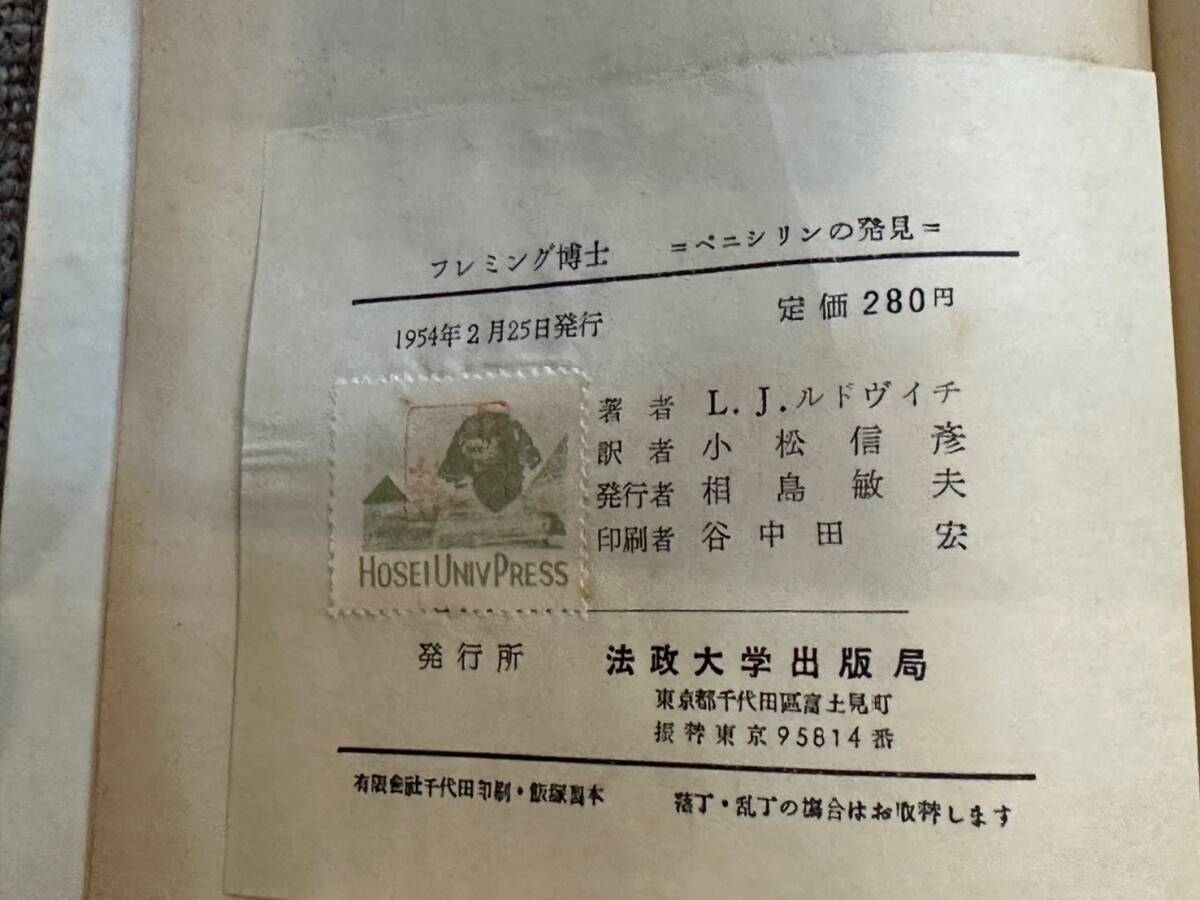 フレミング博士 =ペニシリンの発見=
定価280円
1954年2月25日発行
著者 L.J.ルドヴィチ
訳者 小松信彦
発行者 相島敏夫
印刷者 谷中田 宏
HOSEI UNIV PRESS
発行所 法政大学出版局
東京都千代田區富士見町
振替東京95814番
有限会社千代田印刷・飯塚製本 落丁・乱丁の場合はお取替します